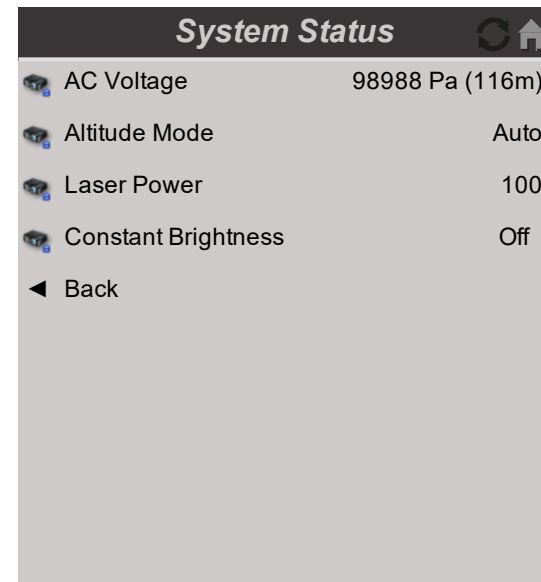 System Status
AC Voltage 98988 Pa (116m)
Altitude Mode Auto
Laser Power 100
Constant Brightness Off
◄ Back